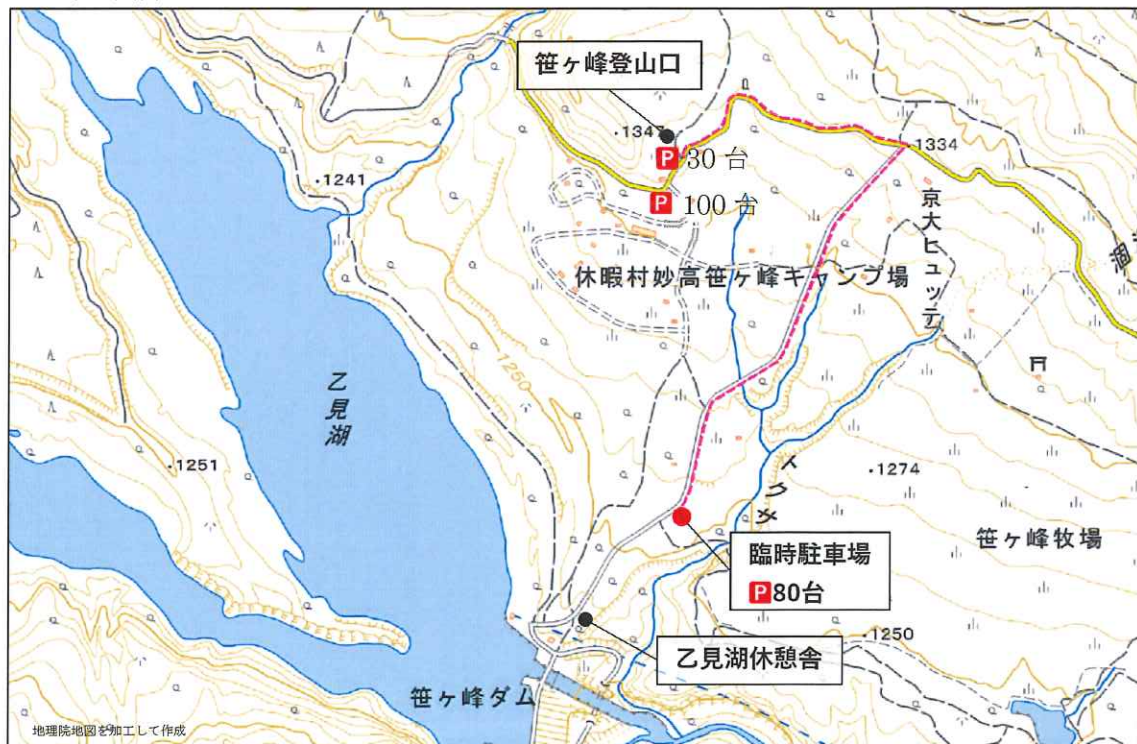 笹ヶ峰登山口
・1347
P 30台
P 100台
・1334
・1241
京大ヒュッテ
休暇村妙高笹ヶ峰キャンプ場
1250
乙見湖
・1251
・1274
笹ヶ峰牧場
臨時駐車場
P80台
・1250
乙見湖休憩舎
笹ヶ峰ダム
地理院地図を加工して作成